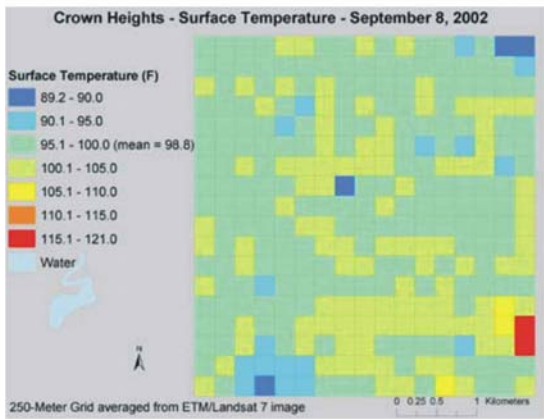 Crown Heights - Surface Temperature - September 8, 2002
Surface Temperature (F)
89.2 - 90.0
90.1 - 95.0
95.1 - 100.0 (mean = 98.8)
100.1 - 105.0
105.1 - 110.0
110.1 - 115.0
115.1 - 121.0
Water
N
0 0.25 0.5 1 Kilometers
250-Meter Grid averaged from ETM/Landsat 7 image